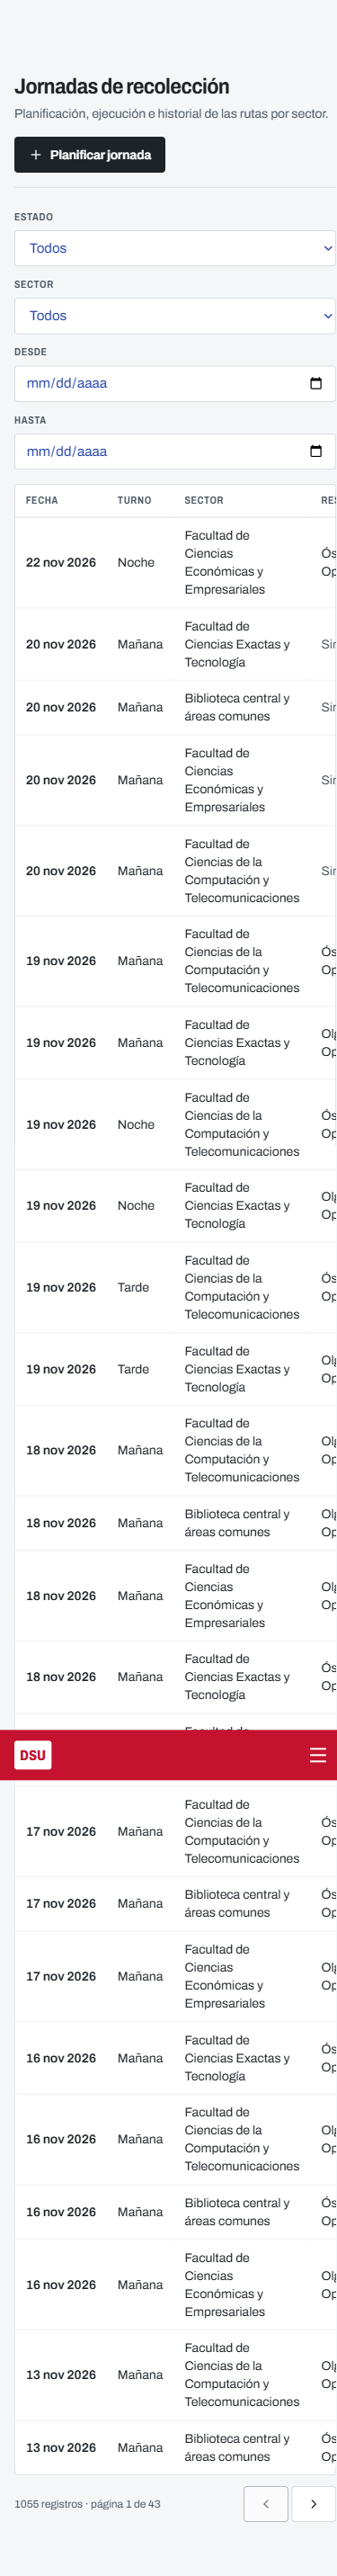 Jornadas de recolección
Planificación, ejecución e historial de las rutas por sector.
+ Planificar jornada
ESTADO
Todos
SECTOR
Todos
DESDE
mm/dd/aaaa
HASTA
mm/dd/aaaa
FECHA TURNO SECTOR
22 nov 2026 Noche Facultad de
Ciencias
Económicas y
Empresariales
20 nov 2026 Mañana Facultad de
Ciencias Exactas y
Tecnología
20 nov 2026 Mañana Biblioteca central y
áreas comunes
20 nov 2026 Mañana Facultad de
Ciencias
Económicas y
Empresariales
20 nov 2026 Mañana Facultad de
Ciencias de la
Computación y
Telecomunicaciones
19 nov 2026 Mañana Facultad de
Ciencias de la
Computación y
Telecomunicaciones
19 nov 2026 Mañana Facultad de
Ciencias Exactas y
Tecnología
19 nov 2026 Noche Facultad de
Ciencias de la
Computación y
Telecomunicaciones
19 nov 2026 Noche Facultad de
Ciencias Exactas y
Tecnología
19 nov 2026 Tarde Facultad de
Ciencias de la
Computación y
Telecomunicaciones
19 nov 2026 Tarde Facultad de
Ciencias Exactas y
Tecnología
18 nov 2026 Mañana Facultad de
Ciencias de la
Computación y
Telecomunicaciones
18 nov 2026 Mañana Biblioteca central y
áreas comunes
18 nov 2026 Mañana Facultad de
Ciencias
Económicas y
Empresariales
18 nov 2026 Mañana Facultad de
Ciencias Exactas y
Tecnología
DSU
17 nov 2026 Mañana Facultad de
Ciencias de la
Computación y
Telecomunicaciones
17 nov 2026 Mañana Biblioteca central y
áreas comunes
17 nov 2026 Mañana Facultad de
Ciencias
Económicas y
Empresariales
16 nov 2026 Mañana Facultad de
Ciencias Exactas y
Tecnología
16 nov 2026 Mañana Facultad de
Ciencias de la
Computación y
Telecomunicaciones
16 nov 2026 Mañana Biblioteca central y
áreas comunes
16 nov 2026 Mañana Facultad de
Ciencias
Económicas y
Empresariales
13 nov 2026 Mañana Facultad de
Ciencias de la
Computación y
Telecomunicaciones
13 nov 2026 Mañana Biblioteca central y
áreas comunes
1055 registros · página 1 de 43